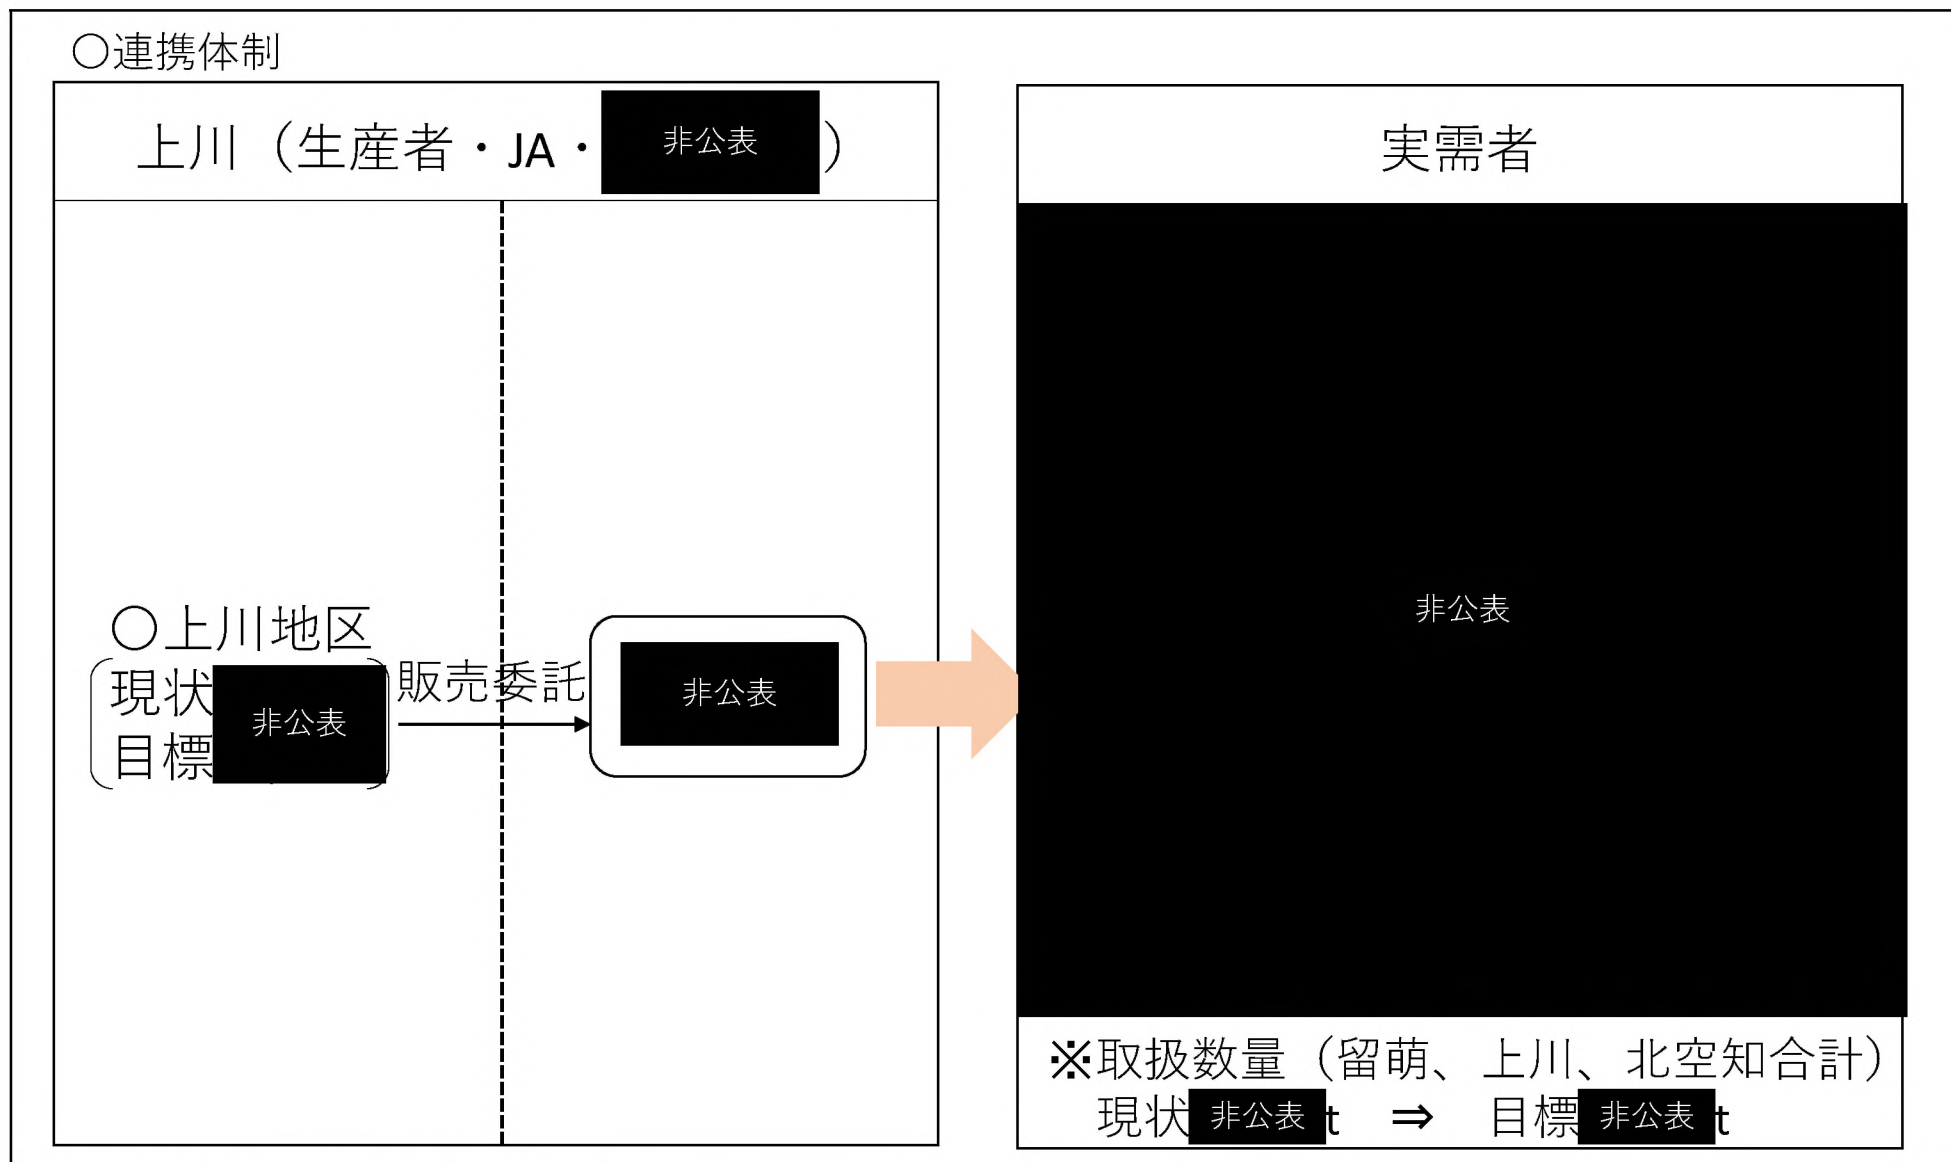 ○連携体制
上川（生産者・JA・非公表）
○上川地区
現状
目標
非公表
販売委託
非公表
実需者
非公表
※取扱数量（留萌、上川、北空知合計）
現状非公表t ⇒ 目標非公表t